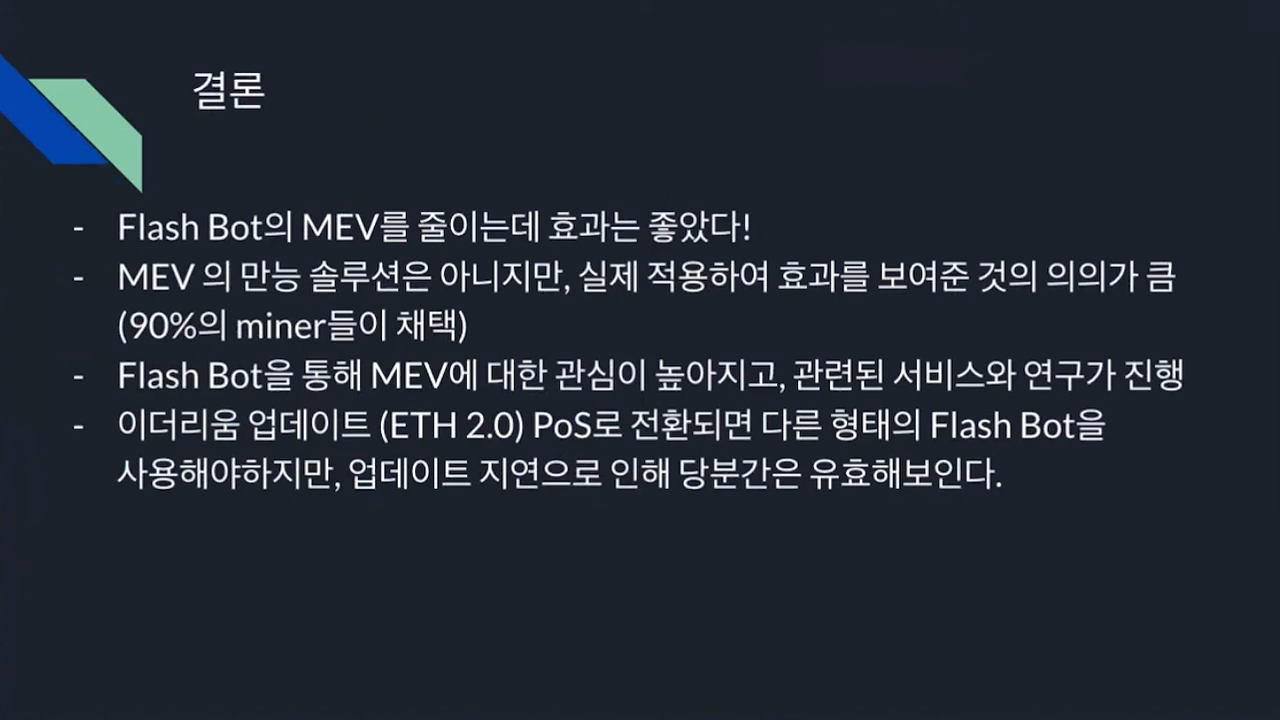 결론
- Flash Bot의 MEV를 줄이는데 효과는 좋았다!
- MEV 의 만능 솔루션은 아니지만, 실제 적용하여 효과를 보여준 것의 의의가 큼
(90%의 miner들이 채택)
- Flash Bot을 통해 MEV에 대한 관심이 높아지고, 관련된 서비스와 연구가 진행
- 이더리움 업데이트 (ETH 2.0) PoS로 전환되면 다른 형태의 Flash Bot을
사용해야하지만, 업데이트 지연으로 인해 당분간은 유효해보인다.